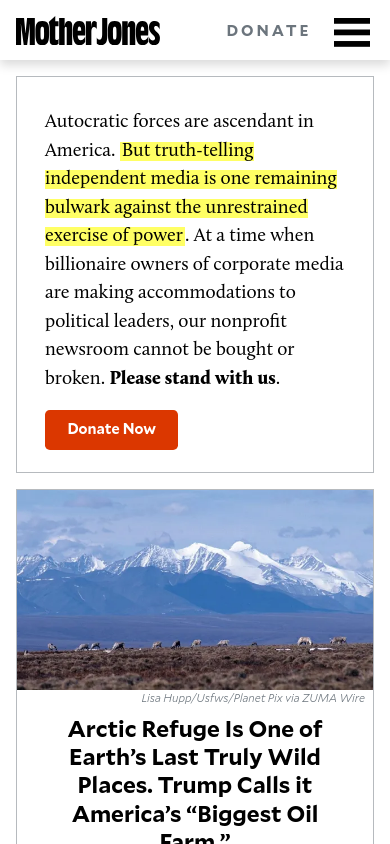 Mother Jones
DONATE
Autocratic forces are ascendant in
America. But truth-telling
independent media is one remaining
bulwark against the unrestrained
exercise of power. At a time when
billionaire owners of corporate media
are making accommodations to
political leaders, our nonprofit
newsroom cannot be bought or
broken. Please stand with us.
Donate Now
Lisa Hupp/Usfws/Planet Pix via ZUMA Wire
Arctic Refuge Is One of
Earth’s Last Truly Wild
Places. Trump Calls it
America’s “Biggest Oil
Farm.”